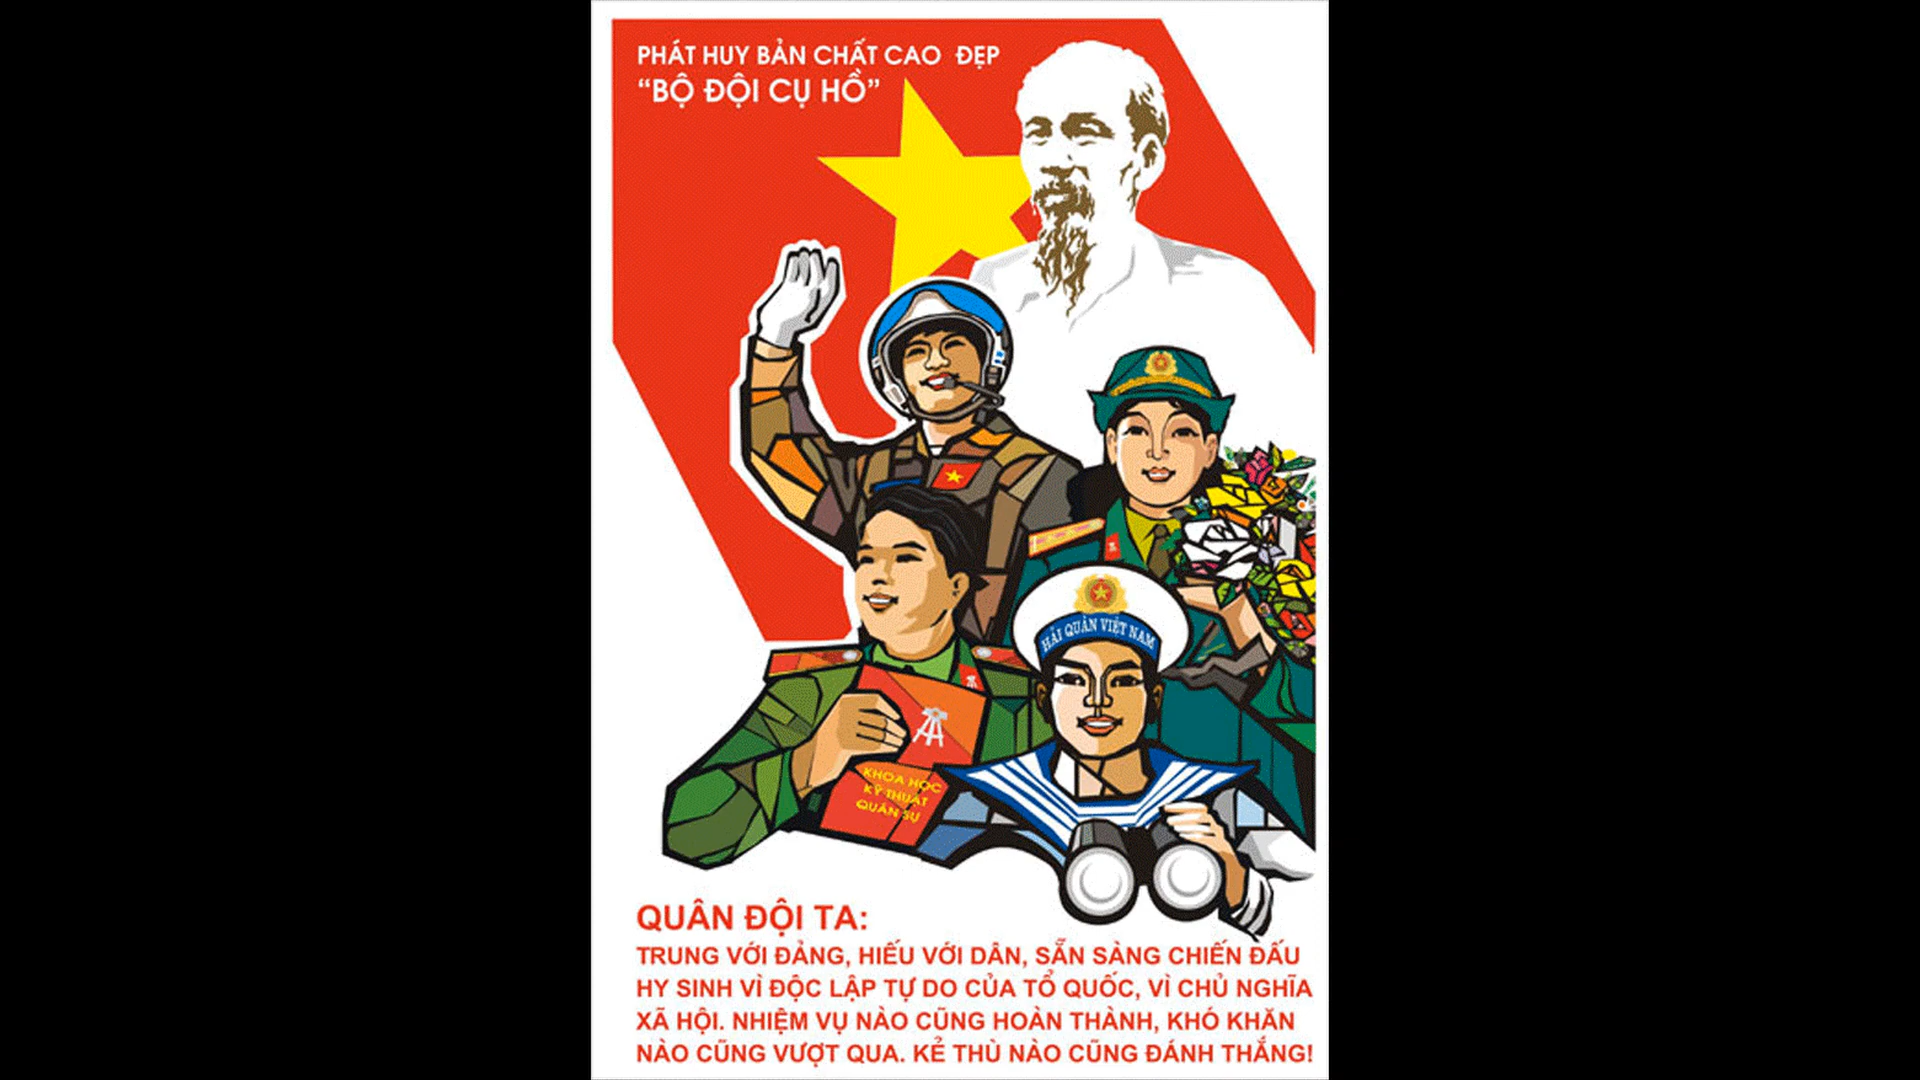 PHÁT HUY BẢN CHẤT CAO ĐẸP
“BỘ ĐỘI CỤ HỒ”
HẢI QUÂN VIỆT NAM
KHOA HỌC
KỸ THUẬT
QUÂN SỰ
QUÂN ĐỘI TA:
TRUNG VỚI ĐẢNG, HIẾU VỚI DÂN, SẴN SÀNG CHIẾN ĐẤU
HY SINH VÌ ĐỘC LẬP TỰ DO CỦA TỔ QUỐC, VÌ CHỦ NGHĨA
XÃ HỘI. NHIỆM VỤ NÀO CŨNG HOÀN THÀNH, KHÓ KHĂN
NÀO CŨNG VƯỢT QUA. KẺ THÙ NÀO CŨNG ĐÁNH THẮNG!